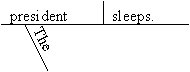 president sleeps.
The